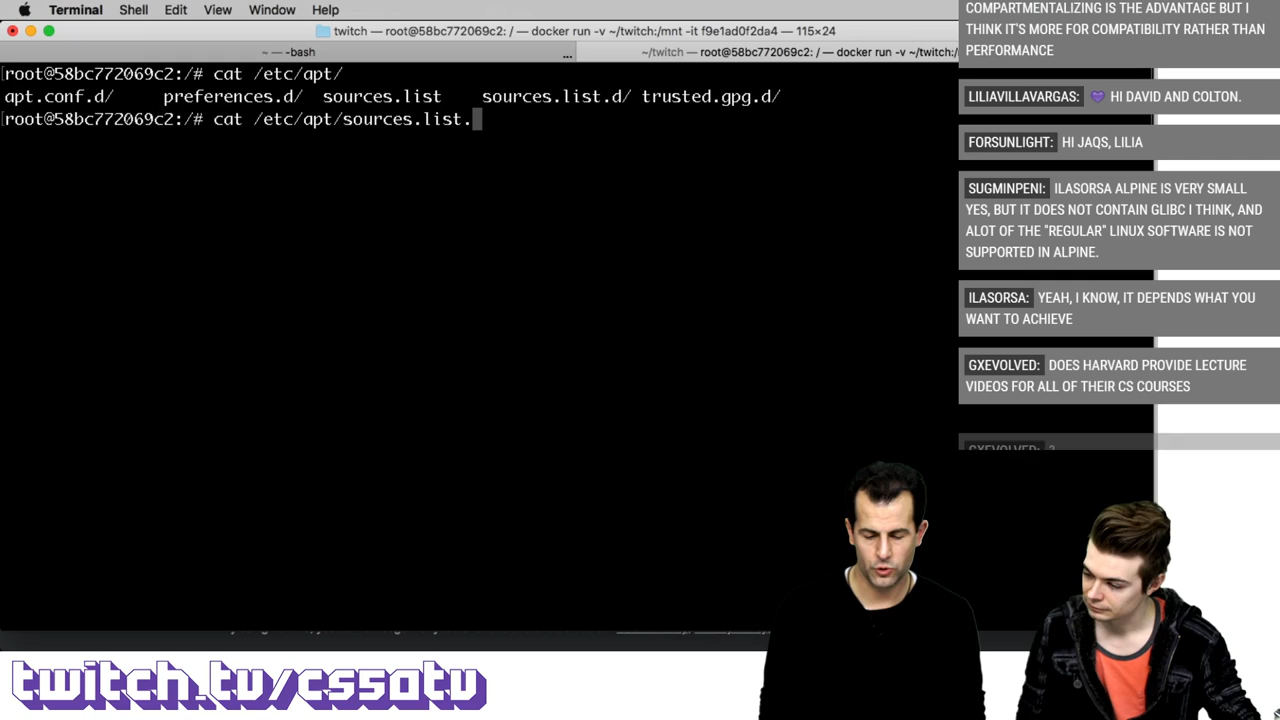 Terminal Shell Edit View Window Help
twitch — root@58bc772069c2: / — docker run -v ~/twitch:/mnt -it f9e1ad0f2da4 — 115×24
~ — -bash
...
~/twitch — root@58bc772069c2: / — docker run -v ~/twitch:/mn
[root@58bc772069c2:/# cat /etc/apt/
apt.conf.d/ preferences.d/ sources.list sources.list.d/ trusted.gpg.d/
root@58bc772069c2:/# cat /etc/apt/sources.list.
COMPARTMENTALIZING IS THE ADVANTAGE BUT I
THINK IT'S MORE FOR COMPATIBILITY RATHER THAN
PERFORMANCE
LILIAVILLAVARGAS: 💜 HI DAVID AND COLTON.
FORSUNLIGHT: HI JAQS, LILIA
SUGMINPENI: ILASORSA ALPINE IS VERY SMALL
YES, BUT IT DOES NOT CONTAIN GLIBC I THINK, AND
ALOT OF THE "REGULAR" LINUX SOFTWARE IS NOT
SUPPORTED IN ALPINE.
ILASORSA: YEAH, I KNOW, IT DEPENDS WHAT YOU
WANT TO ACHIEVE
GXEVOLVED: DOES HARVARD PROVIDE LECTURE
VIDEOS FOR ALL OF THEIR CS COURSES
GXEVOLVED: ?
twitch.tv/cs50tv